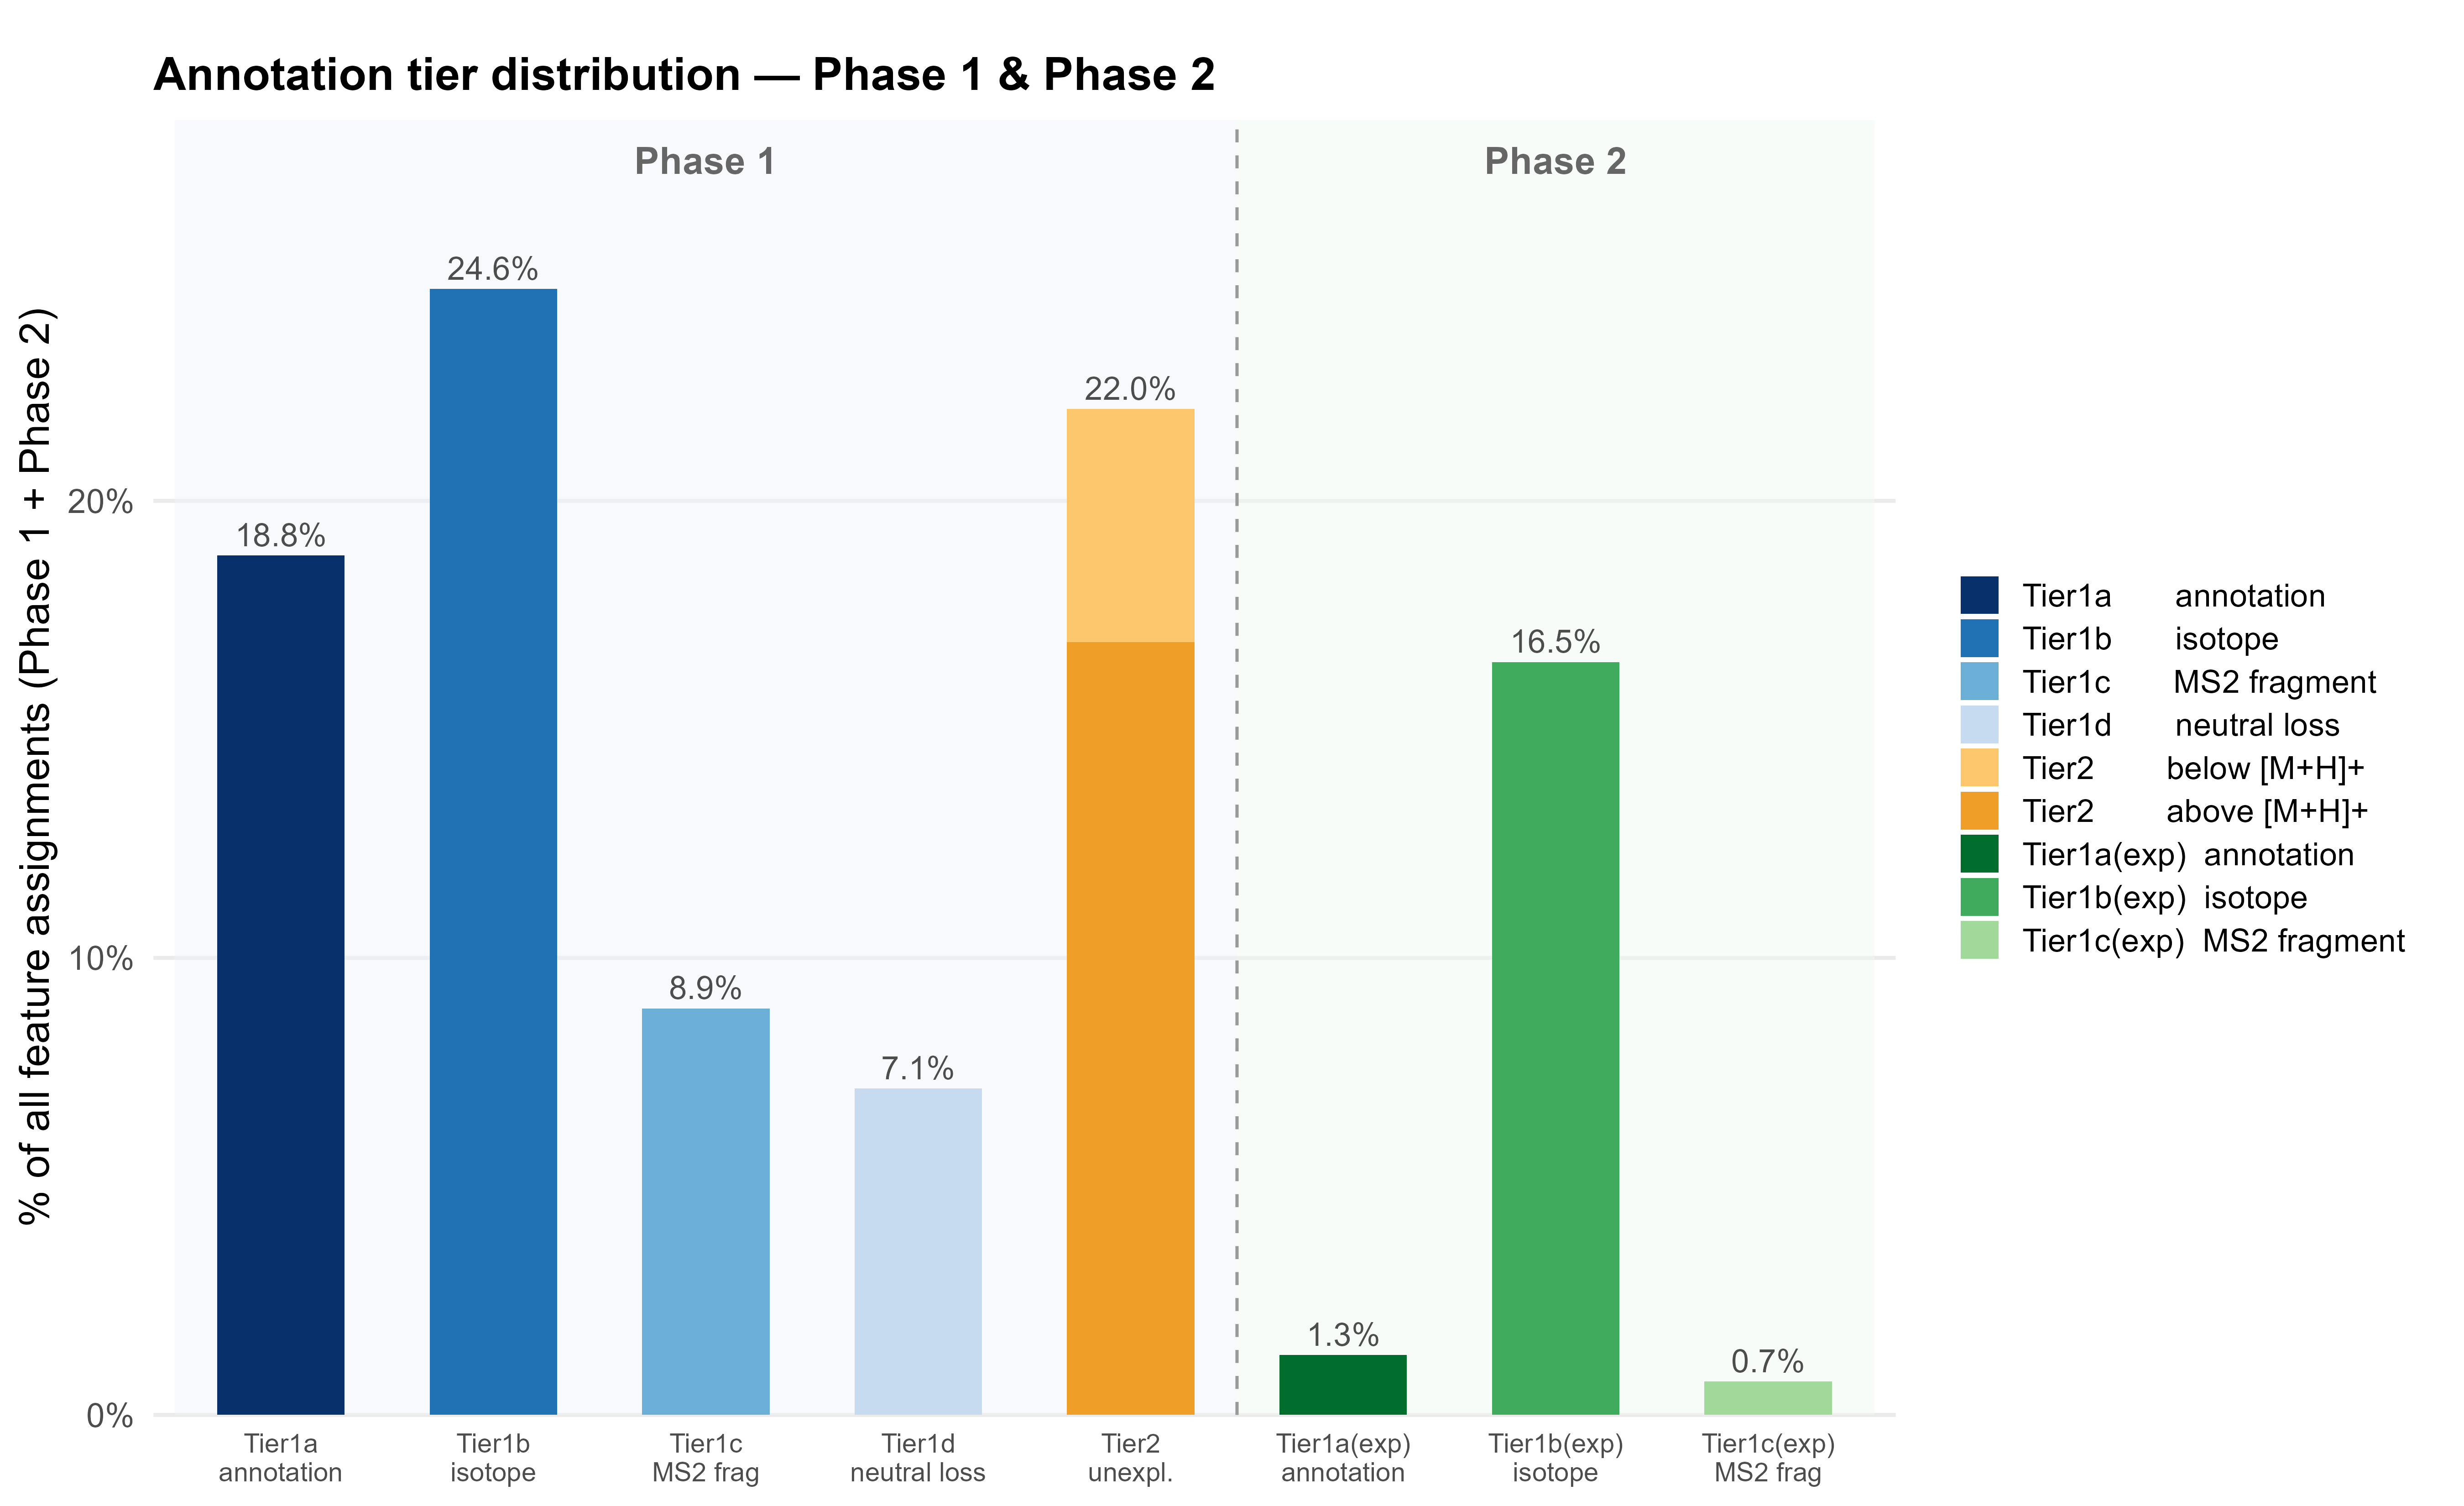 Annotation tier distribution — Phase 1 & Phase 2
Phase 1
Phase 2
% of all feature assignments (Phase 1 + Phase 2)
20%
10%
0%
18.8%
24.6%
8.9%
7.1%
22.0%
1.3%
16.5%
0.7%
Tier1a
annotation
Tier1b
isotope
Tier1c
MS2 frag
Tier1d
neutral loss
Tier2
unexpl.
Tier1a(exp)
annotation
Tier1b(exp)
isotope
Tier1c(exp)
MS2 frag
Tier1a annotation
Tier1b isotope
Tier1c MS2 fragment
Tier1d neutral loss
Tier2 below [M+H]+
Tier2 above [M+H]+
Tier1a(exp) annotation
Tier1b(exp) isotope
Tier1c(exp) MS2 fragment